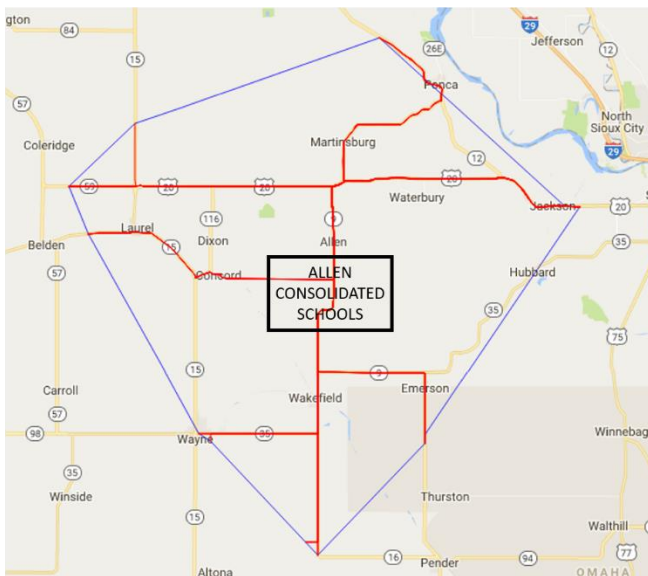 ngton
84
15
26E
29
Jefferson
12
Ponca
57
North
Sioux City
29
Coleridge
Martinsburg
12
59
20
20
20
Waterbury
Jackson
20
Laurel
116
9
Belden
15
Dixon
Allen
35
57
Concord
ALLEN
CONSOLIDATED
SCHOOLS
Hubbard
35
75
15
9
Carroll
Wakefield
Emerson
57
98
Wayne
35
Winnebag
35
Winside
Thurston
15
Walthill
16
94
77
Altona
Pender
OMAHA